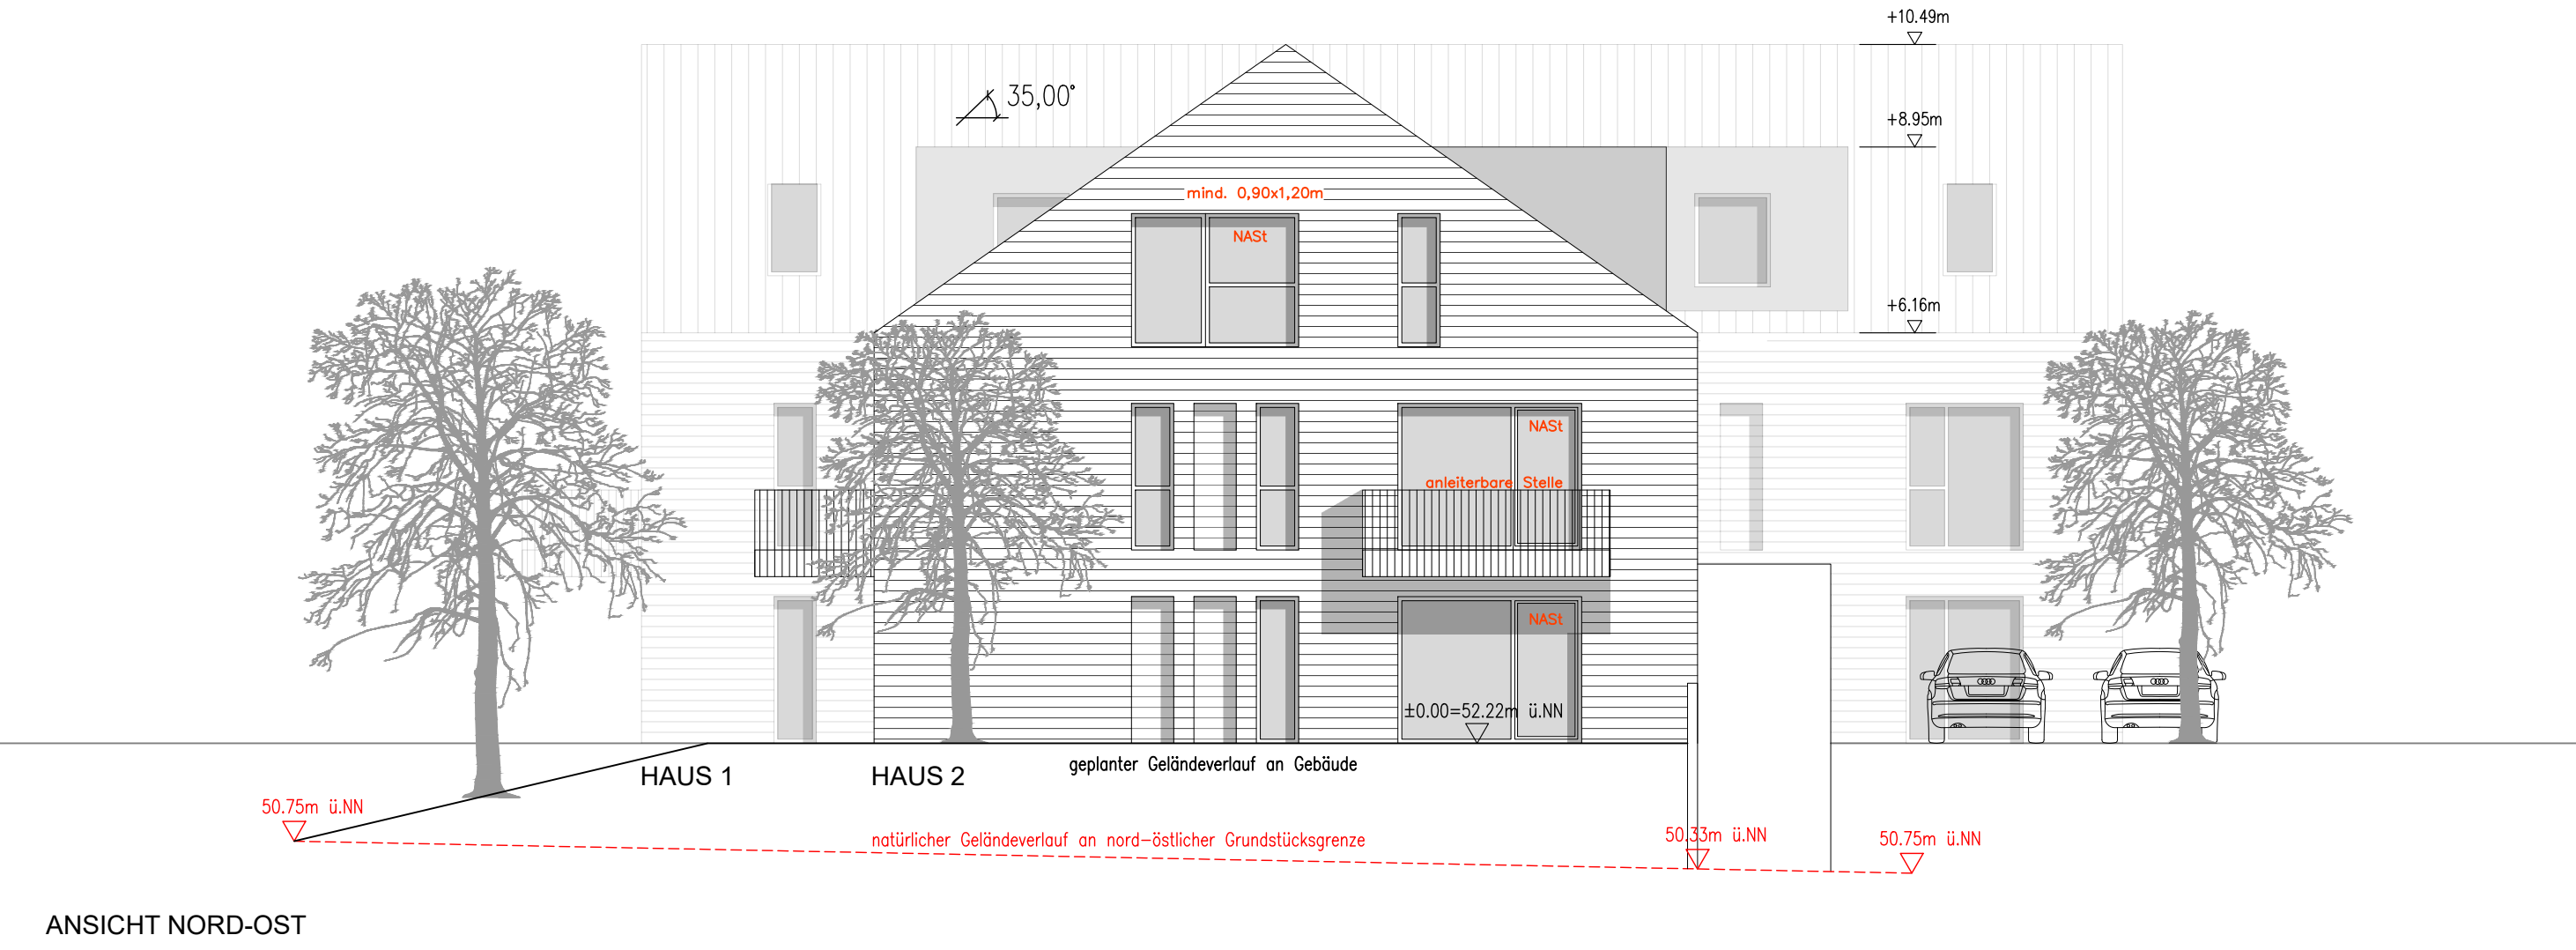 +10.49m
35,00°
+8.95m
mind. 0,90x1,20m
NASt
+6.16m
NASt
anleiterbare Stelle
NASt
±0.00=52.22m ü.NN
geplanter Geländeverlauf an Gebäude
HAUS 1
HAUS 2
50.75m ü.NN
natürlicher Geländeverlauf an nord-östlicher Grundstücksgrenze
50.33m ü.NN
50.75m ü.NN
ANSICHT NORD-OST